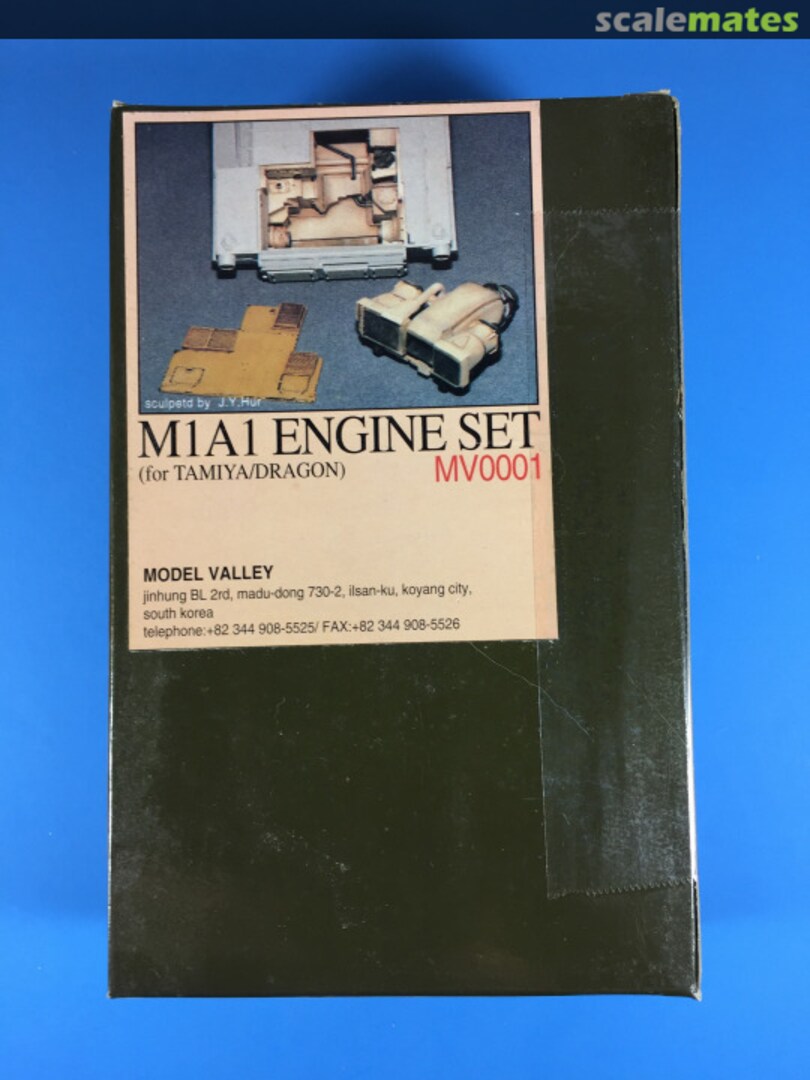 scalemates
sculpetd by J.Y.Hur
M1A1 ENGINE SET
(for TAMIYA/DRAGON)
MV0001
MODEL VALLEY
jinhung BL 2rd, madu-dong 730-2, ilsan-ku, koyang city,
south korea
telephone:+82 344 908-5525/ FAX:+82 344 908-5526